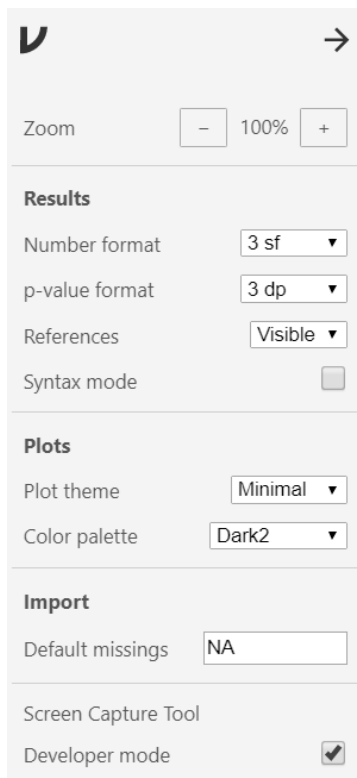 Zoom – 100% +
Results
Number format 3 sf
p-value format 3 dp
References Visible
Syntax mode
Plots
Plot theme Minimal
Color palette Dark2
Import
Default missings NA
Screen Capture Tool
Developer mode